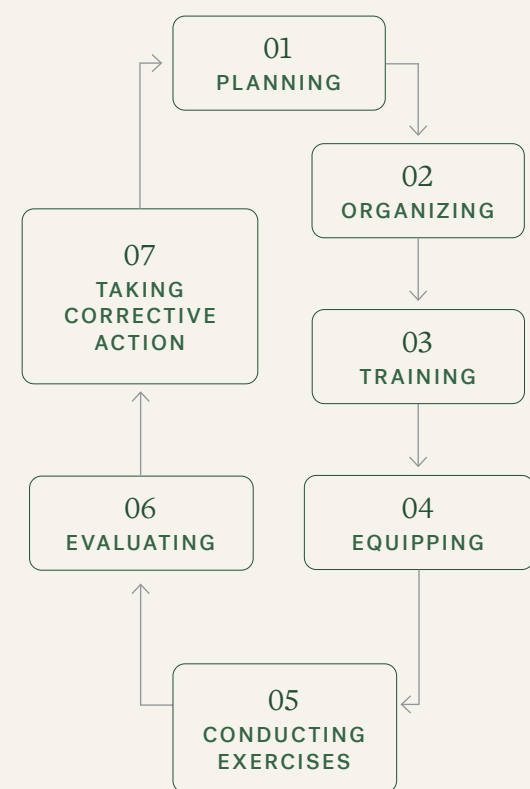 01
PLANNING
02
ORGANIZING
03
TRAINING
04
EQUIPPING
05
CONDUCTING
EXERCISES
06
EVALUATING
07
TAKING
CORRECTIVE
ACTION